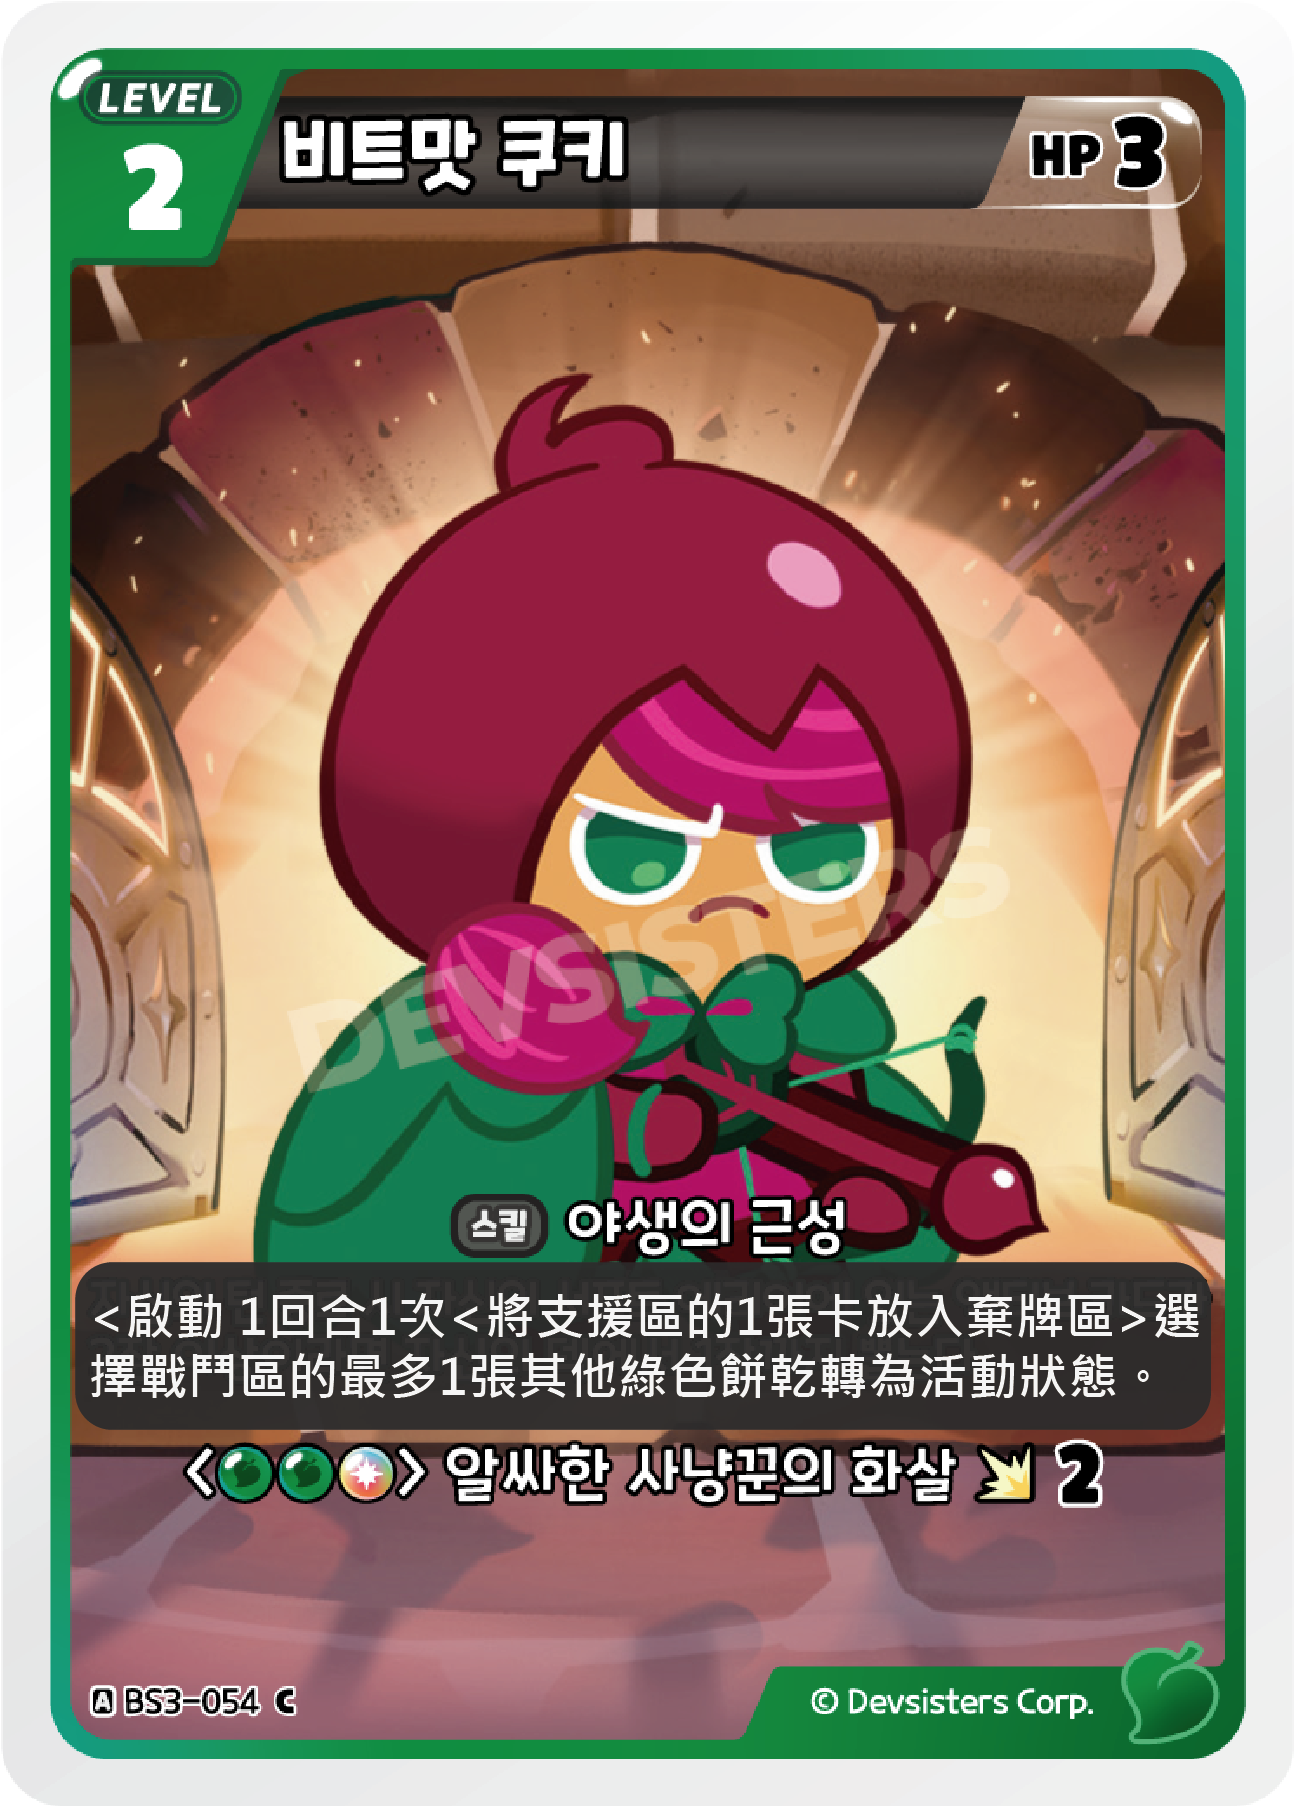 LEVEL
2
비트맛 쿠키
HP 3
DEVSISTERS
스킬 야생의 근성
<啟動 1回合1次<將支援區的1張卡放入棄牌區>選
擇戰鬥區的最多1張其他綠色餅乾轉為活動狀態。
< > 알싸한 사냥꾼의 화살 2
A BS3-054 C
© Devsisters Corp.